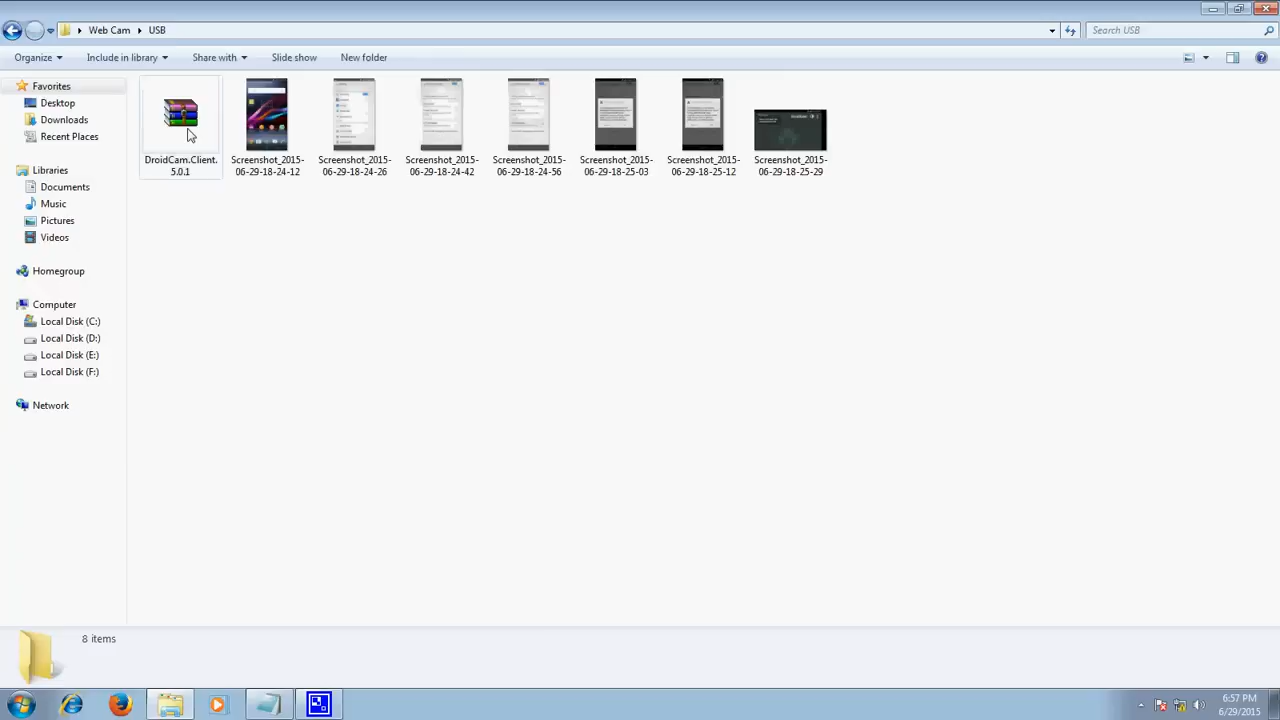 Web Cam USB
Search USB
Organize Include in library Share with Slide show New folder
Favorites
Desktop
Downloads
Recent Places
Libraries
Documents
Music
Pictures
Videos
Homegroup
Computer
Local Disk (C:)
Local Disk (D:)
Local Disk (E:)
Local Disk (F:)
Network
DroidCam.Client.
5.0.1
Screenshot_2015-
06-29-18-24-12
Screenshot_2015-
06-29-18-24-26
Screenshot_2015-
06-29-18-24-42
Screenshot_2015-
06-29-18-24-56
Screenshot_2015-
06-29-18-25-03
Screenshot_2015-
06-29-18-25-12
Screenshot_2015-
06-29-18-25-29
8 items
6:57 PM
6/29/2015